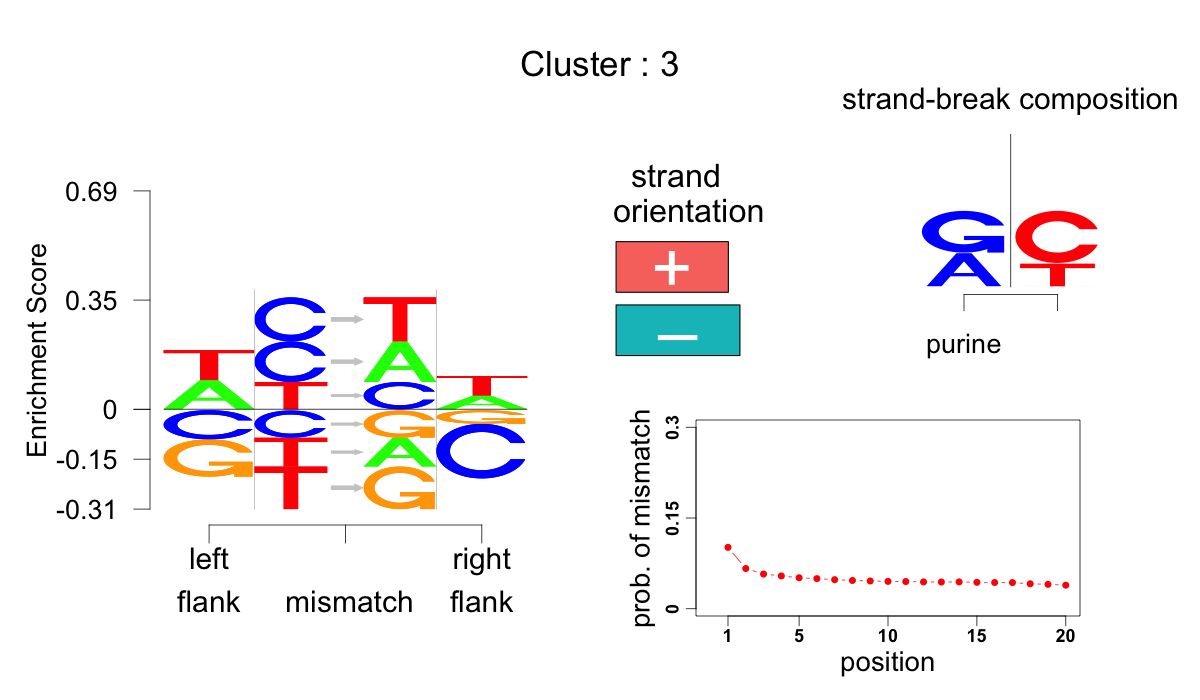 Cluster : 3
strand-break composition
G C
A T
purine
strand
orientation
+
−
Enrichment Score
0.69
0.35
0
-0.15
-0.31
T C T T
A C A A
T C
C C G G
G T A C
T G
left
flank
mismatch
right
flank
prob. of mismatch
0.3
0.15
0
1 5 10 15 20
position